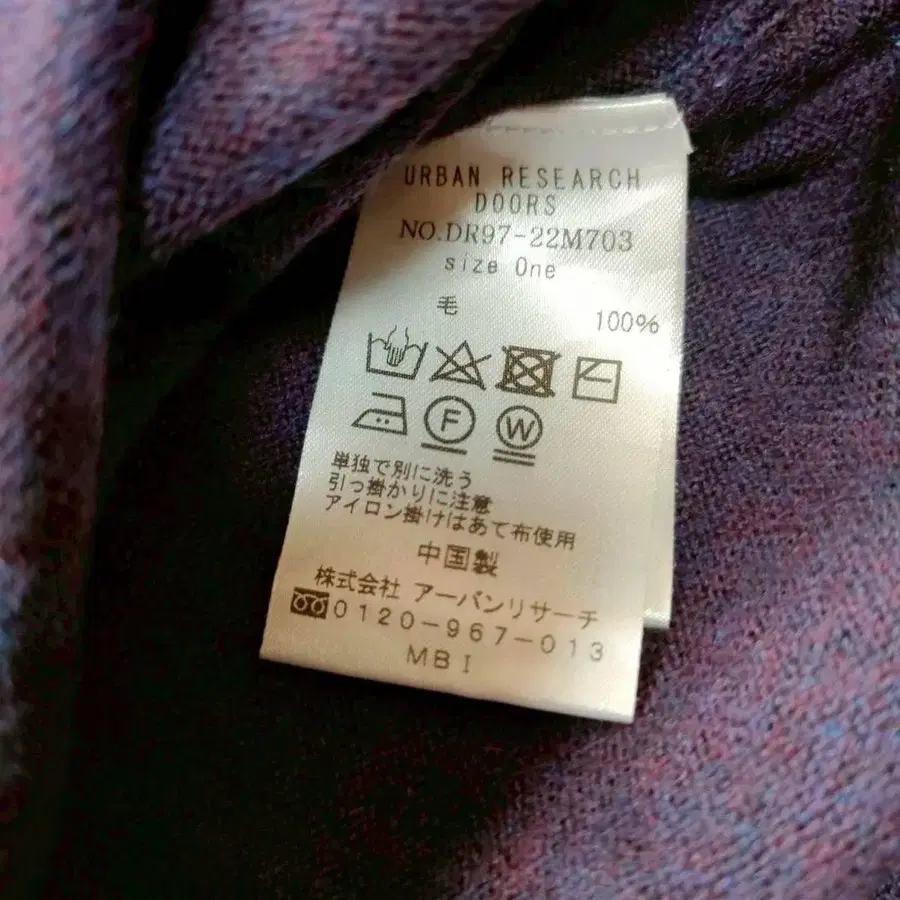 URBAN RESEARCH
DOORS
NO.DR97-22M703
size One
毛 100%
F W
単独で別に洗う
引っ掛かりに注意
アイロン掛けはあて布使用
中国製
株式会社 アーバンリサーチ
0120-967-013
MBI